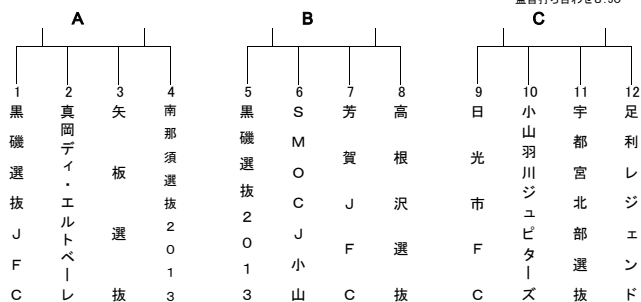 A
B
C
1
黒磯選抜JFC
2
真岡ディ・エルトベーレ
3
矢板選抜
4
南那須選抜2013
5
黒磯選抜2013
6
SMOCJ小山
7
芳賀JFC
8
高根沢選抜
9
日光市FC
10
小山羽川ジュピターズ
11
宇都宮北部選抜
12
足利レジェンド